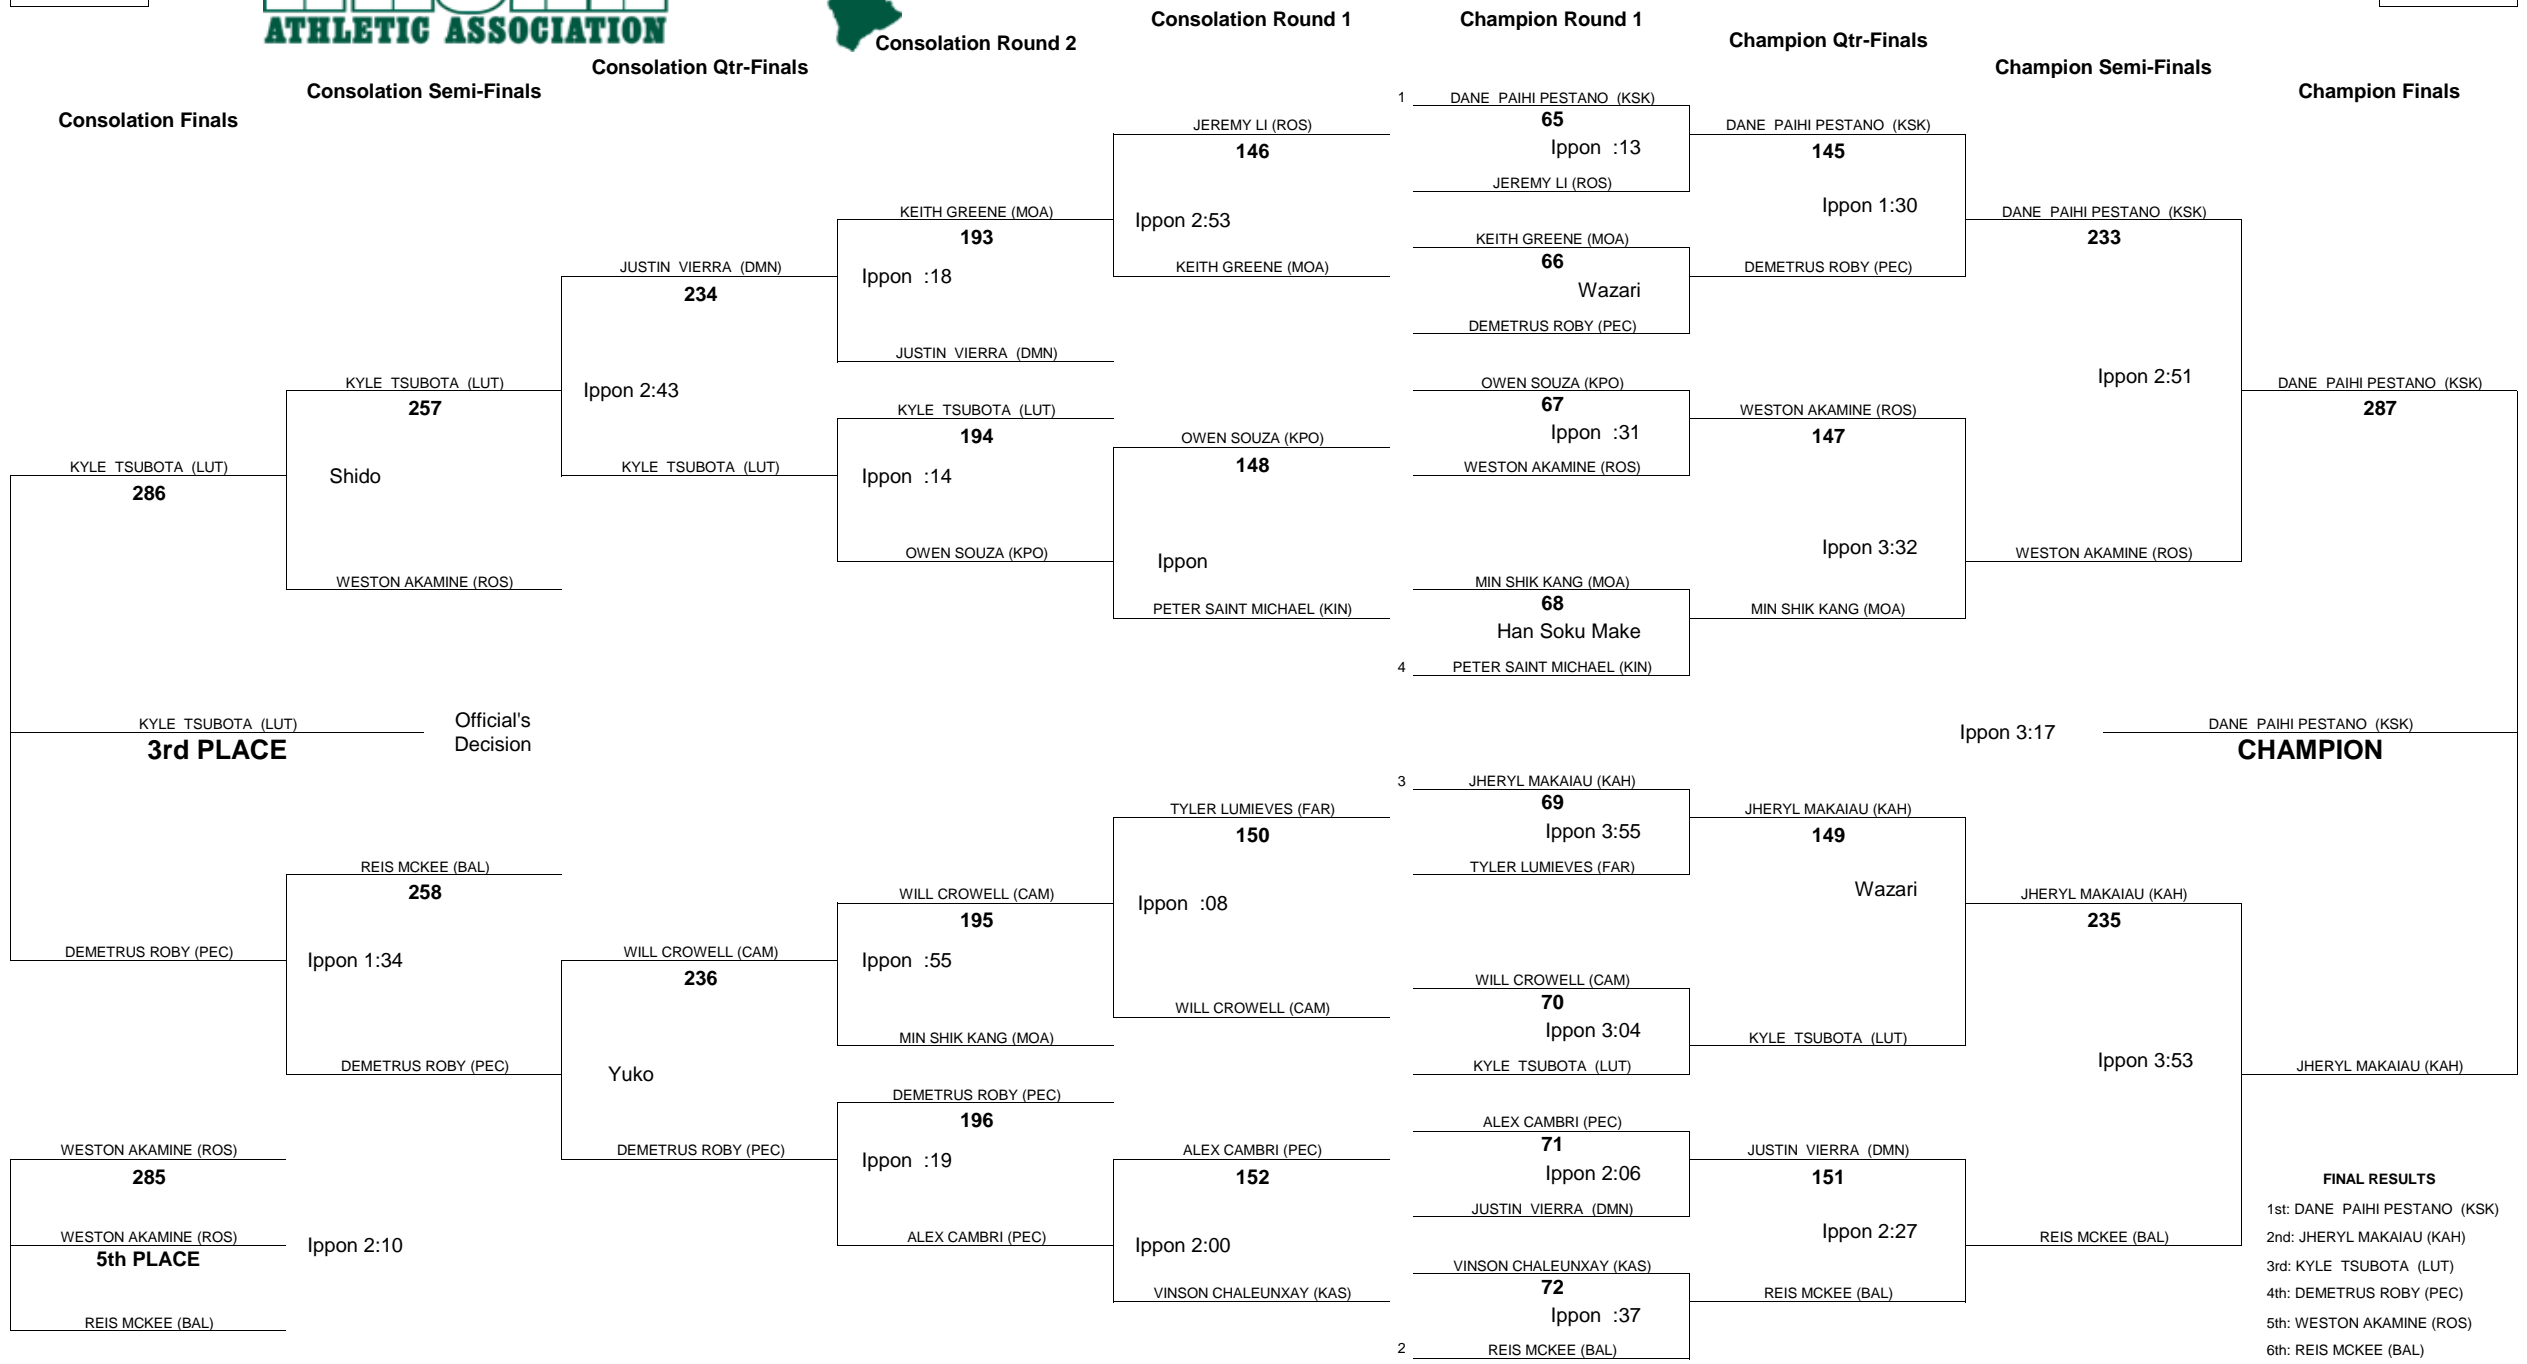 ATHLETIC ASSOCIATION
Consolation Round 1
Champion Round 1
Consolation Round 2
Champion Qtr-Finals
Consolation Qtr-Finals
Champion Semi-Finals
Consolation Semi-Finals
Champion Finals
Consolation Finals
1 DANE PAIHI PESTANO (KSK)
65
Ippon :13
JEREMY LI (ROS)
KEITH GREENE (MOA)
66
Wazari
DEMETRUS ROBY (PEC)
OWEN SOUZA (KPO)
67
Ippon :31
WESTON AKAMINE (ROS)
MIN SHIK KANG (MOA)
68
Han Soku Make
4 PETER SAINT MICHAEL (KIN)
3 JHERYL MAKAIAU (KAH)
69
Ippon 3:55
TYLER LUMIEVES (FAR)
WILL CROWELL (CAM)
70
Ippon 3:04
KYLE TSUBOTA (LUT)
ALEX CAMBRI (PEC)
71
Ippon 2:06
JUSTIN VIERRA (DMN)
VINSON CHALEUNXAY (KAS)
72
Ippon :37
2 REIS MCKEE (BAL)
DANE PAIHI PESTANO (KSK)
145
Ippon 1:30
DEMETRUS ROBY (PEC)
WESTON AKAMINE (ROS)
147
Ippon 3:32
MIN SHIK KANG (MOA)
JHERYL MAKAIAU (KAH)
149
Wazari
KYLE TSUBOTA (LUT)
JUSTIN VIERRA (DMN)
151
Ippon 2:27
REIS MCKEE (BAL)
DANE PAIHI PESTANO (KSK)
233
Ippon 2:51
WESTON AKAMINE (ROS)
JHERYL MAKAIAU (KAH)
235
Ippon 3:53
REIS MCKEE (BAL)
DANE PAIHI PESTANO (KSK)
287
Ippon 3:17
DANE PAIHI PESTANO (KSK)
CHAMPION
JHERYL MAKAIAU (KAH)
JEREMY LI (ROS)
146
Ippon 2:53
KEITH GREENE (MOA)
OWEN SOUZA (KPO)
148
Ippon
PETER SAINT MICHAEL (KIN)
TYLER LUMIEVES (FAR)
150
Ippon :08
WILL CROWELL (CAM)
ALEX CAMBRI (PEC)
152
Ippon 2:00
VINSON CHALEUNXAY (KAS)
KEITH GREENE (MOA)
193
Ippon :18
JUSTIN VIERRA (DMN)
KYLE TSUBOTA (LUT)
194
Ippon :14
OWEN SOUZA (KPO)
WILL CROWELL (CAM)
195
Ippon :55
MIN SHIK KANG (MOA)
DEMETRUS ROBY (PEC)
196
Ippon :19
ALEX CAMBRI (PEC)
JUSTIN VIERRA (DMN)
234
Ippon 2:43
KYLE TSUBOTA (LUT)
WILL CROWELL (CAM)
236
Yuko
DEMETRUS ROBY (PEC)
KYLE TSUBOTA (LUT)
257
Shido
WESTON AKAMINE (ROS)
REIS MCKEE (BAL)
258
Ippon 1:34
DEMETRUS ROBY (PEC)
KYLE TSUBOTA (LUT)
286
KYLE TSUBOTA (LUT)
3rd PLACE
Official's
Decision
DEMETRUS ROBY (PEC)
WESTON AKAMINE (ROS)
285
WESTON AKAMINE (ROS)
5th PLACE
Ippon 2:10
REIS MCKEE (BAL)
FINAL RESULTS
1st: DANE PAIHI PESTANO (KSK)
2nd: JHERYL MAKAIAU (KAH)
3rd: KYLE TSUBOTA (LUT)
4th: DEMETRUS ROBY (PEC)
5th: WESTON AKAMINE (ROS)
6th: REIS MCKEE (BAL)